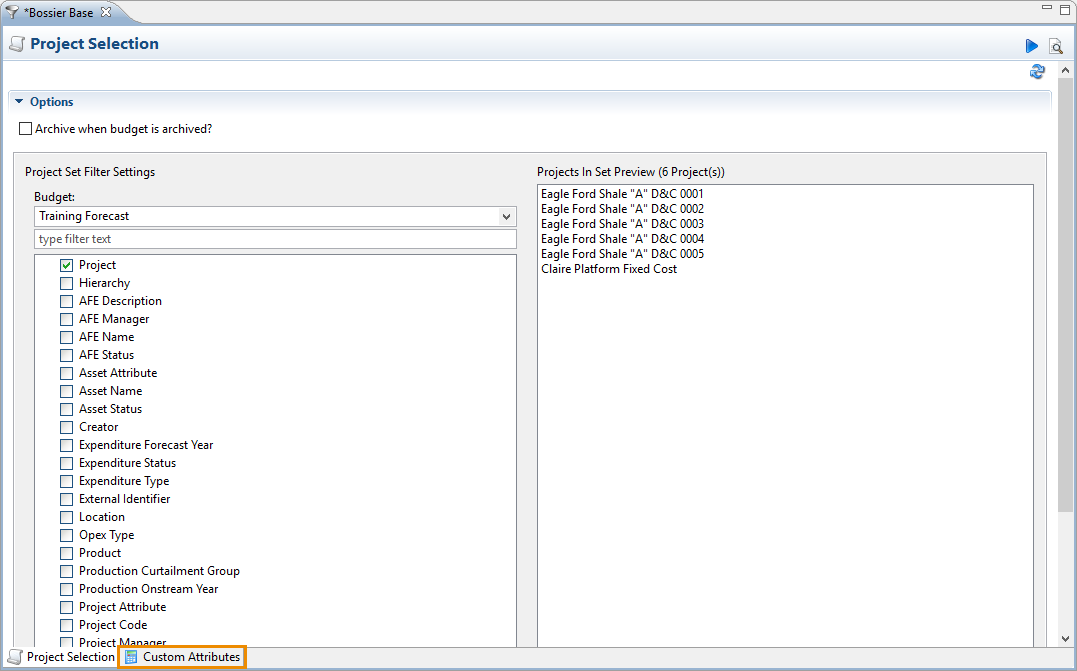 *Bossier Base
Project Selection
Options
Archive when budget is archived?
Project Set Filter Settings
Budget:
Training Forecast
type filter text
Project
Hierarchy
AFE Description
AFE Manager
AFE Name
AFE Status
Asset Attribute
Asset Name
Asset Status
Creator
Expenditure Forecast Year
Expenditure Status
Expenditure Type
External Identifier
Location
Opex Type
Product
Production Curtailment Group
Production Onstream Year
Project Attribute
Project Code
Project Manager
Projects In Set Preview (6 Project(s))
Eagle Ford Shale "A" D&C 0001
Eagle Ford Shale "A" D&C 0002
Eagle Ford Shale "A" D&C 0003
Eagle Ford Shale "A" D&C 0004
Eagle Ford Shale "A" D&C 0005
Claire Platform Fixed Cost
Project Selection
Custom Attributes